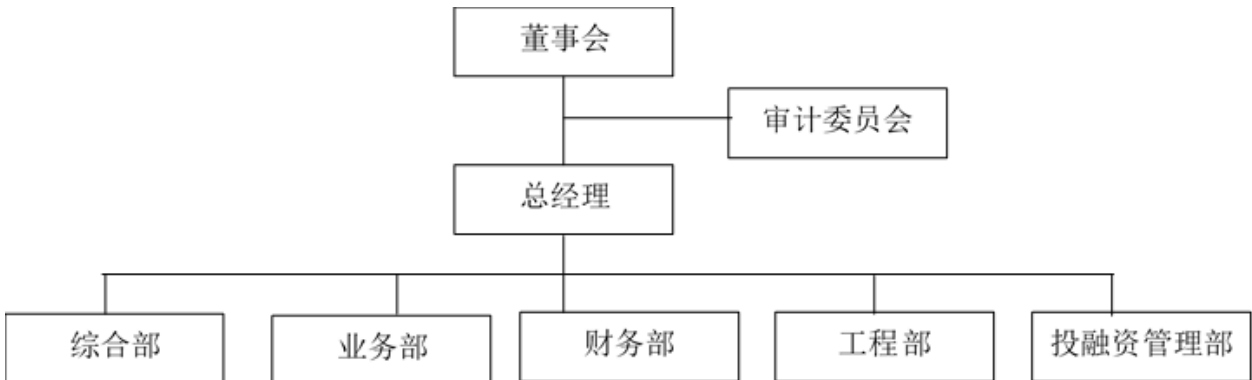 董事会
审计委员会
总经理
综合部
业务部
财务部
工程部
投融资管理部